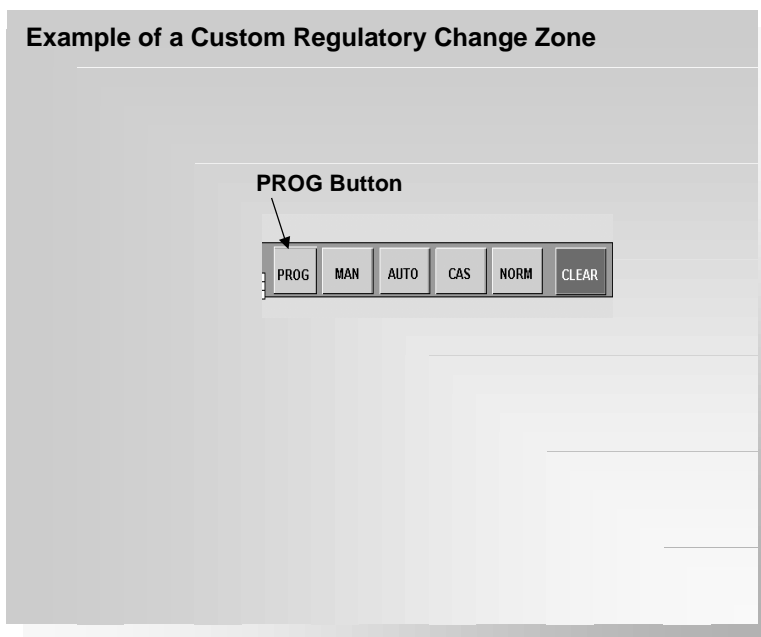 Example of a Custom Regulatory Change Zone
PROG Button
PROG MAN AUTO CAS NORM CLEAR